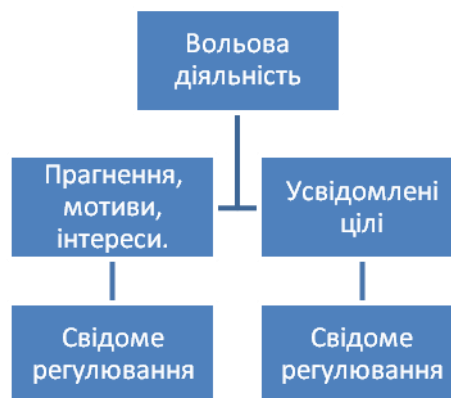 Вольова
діяльність
Прагнення,
мотиви,
інтереси.
Усвідомлені
цілі
Свідоме
регулювання
Свідоме
регулювання